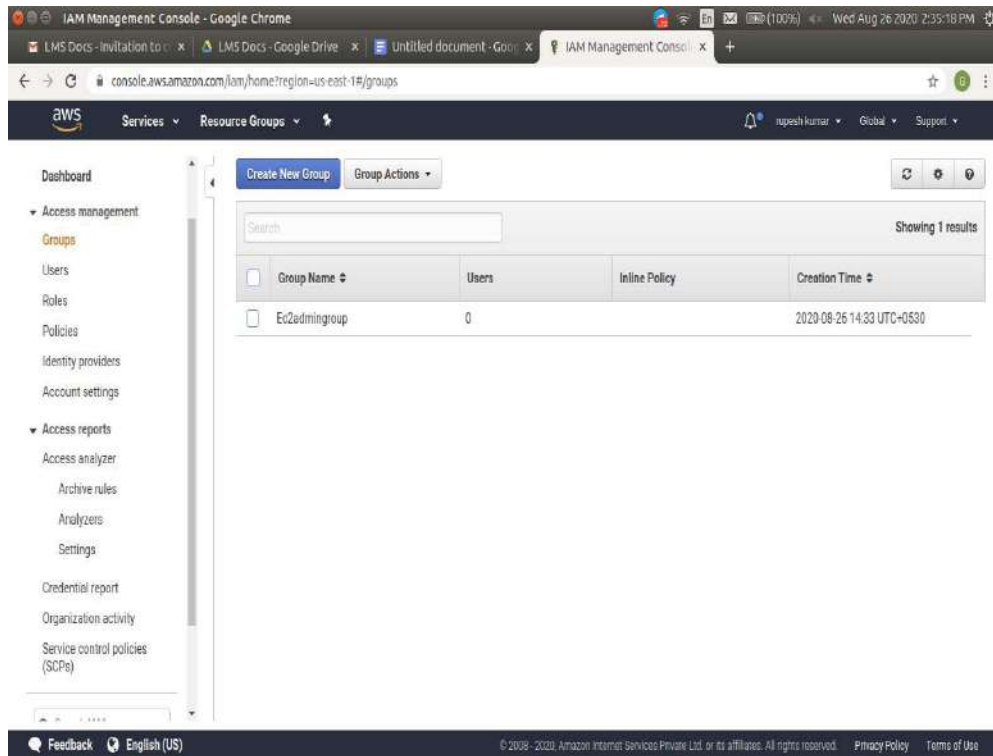 IAM Management Console - Google Chrome
En (100%) Wed Aug 26 2020 2:35:18 PM
LMS Docs - Invitation to c x LMS Docs - Google Drive x Untitled document - Goog x IAM Management Consol x +
console.aws.amazon.com/iam/home?region=us-east-1#/groups
aws Services Resource Groups rupesh kumar Global Support
Dashboard
Access management
Groups
Users
Roles
Policies
Identity providers
Account settings
Access reports
Access analyzer
Archive rules
Analyzers
Settings
Credential report
Organization activity
Service control policies
(SCPs)
Create New Group Group Actions
Search Showing 1 results
Group Name Users Inline Policy Creation Time
Ec2admingroup 0 2020-08-26 14:33 UTC+0530
Feedback English (US) © 2008 - 2020, Amazon Internet Services Private Ltd. or its affiliates. All rights reserved. Privacy Policy Terms of Use